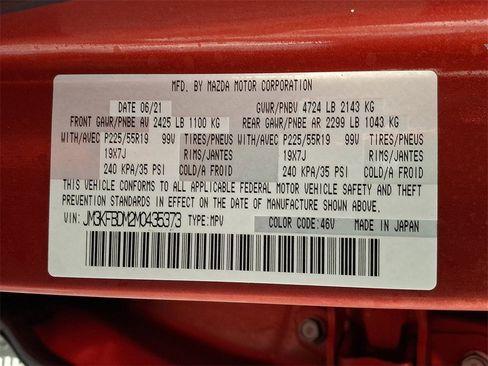 MFD. BY MAZDA MOTOR CORPORATION
DATE 06/21 GVWR/PNBV 4724 LB 2143 KG
FRONT GAWR/PNBE AV 2425 LB 1100 KG REAR GAWR/PNBE AR 2299 LB 1043 KG
WITH/AVEC P225/55R19 99V TIRES/PNEUS WITH/AVEC P225/55R19 99V TIRES/PNEUS
19X7J RIMS/JANTES 19X7J RIMS/JANTES
240 KPA/35 PSI COLD/A FROID 240 KPA/35 PSI COLD/A FROID
THIS VEHICLE CONFORMS TO ALL APPLICABLE FEDERAL MOTOR VEHICLE SAFETY AND THEFT
PREVENTION STANDARDS IN EFFECT ON THE DATE OF MANUFACTURE SHOWN ABOVE.
VIN: JM3KFBDM2M0435373 TYPE: MPV COLOR CODE: 46V MADE IN JAPAN